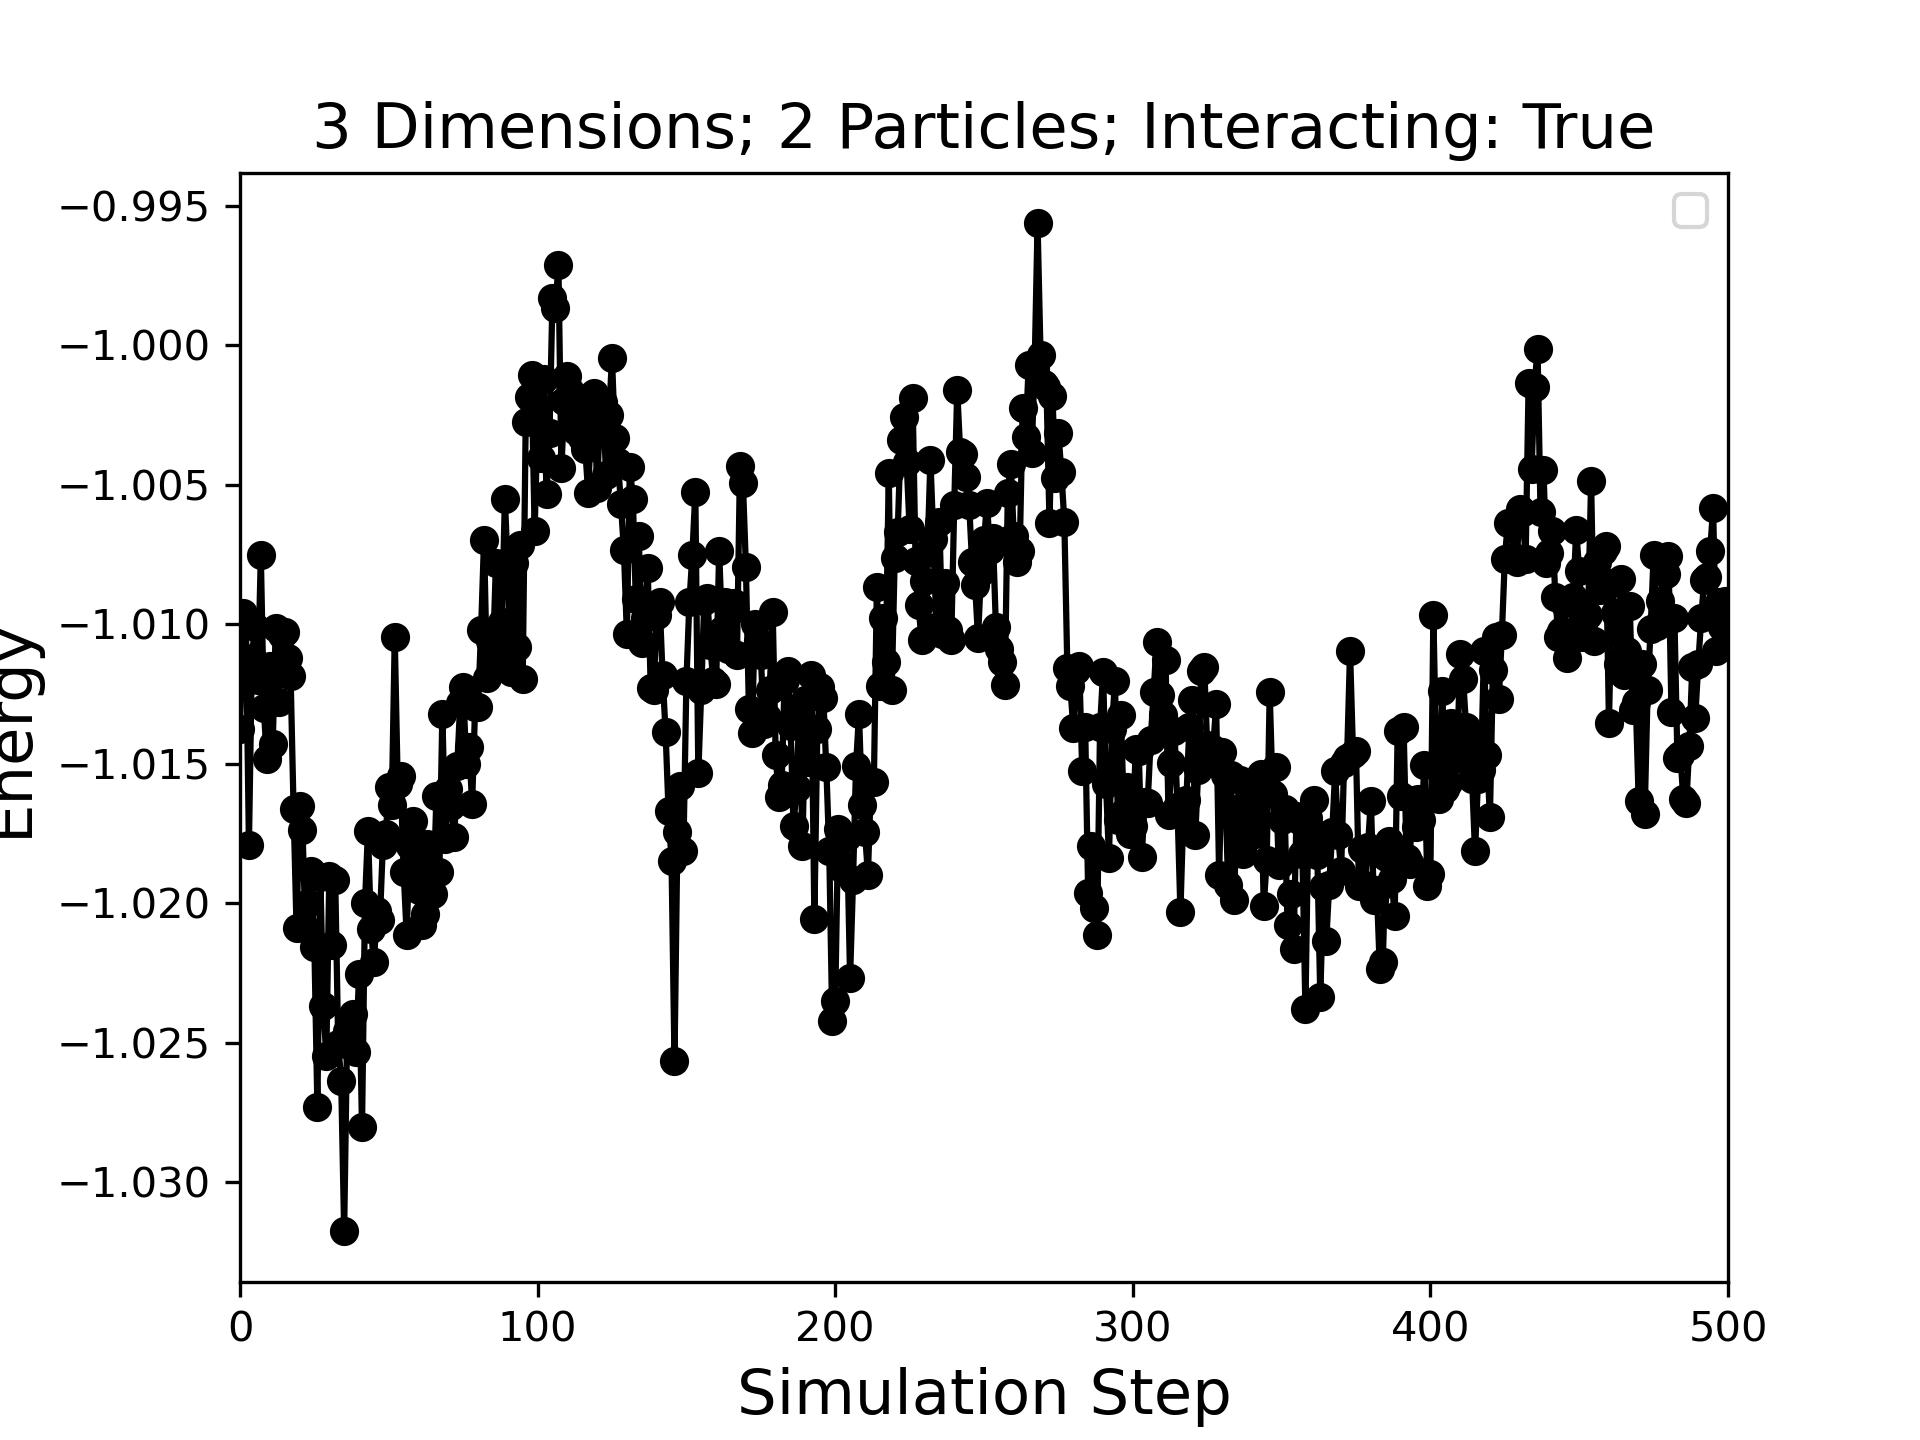 3 Dimensions; 2 Particles; Interacting: True
−0.995
−1.000
−1.005
−1.010
−1.015
−1.020
−1.025
−1.030
Energy
0 100 200 300 400 500
Simulation Step